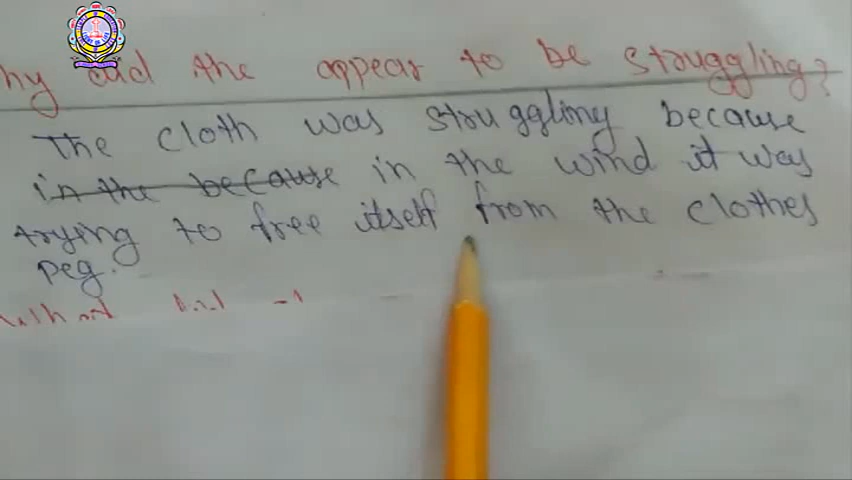 hy did the appear to be struggling?
The cloth was struggling because
in the because in the wind it was
trying to free itself from the clothes
peg.